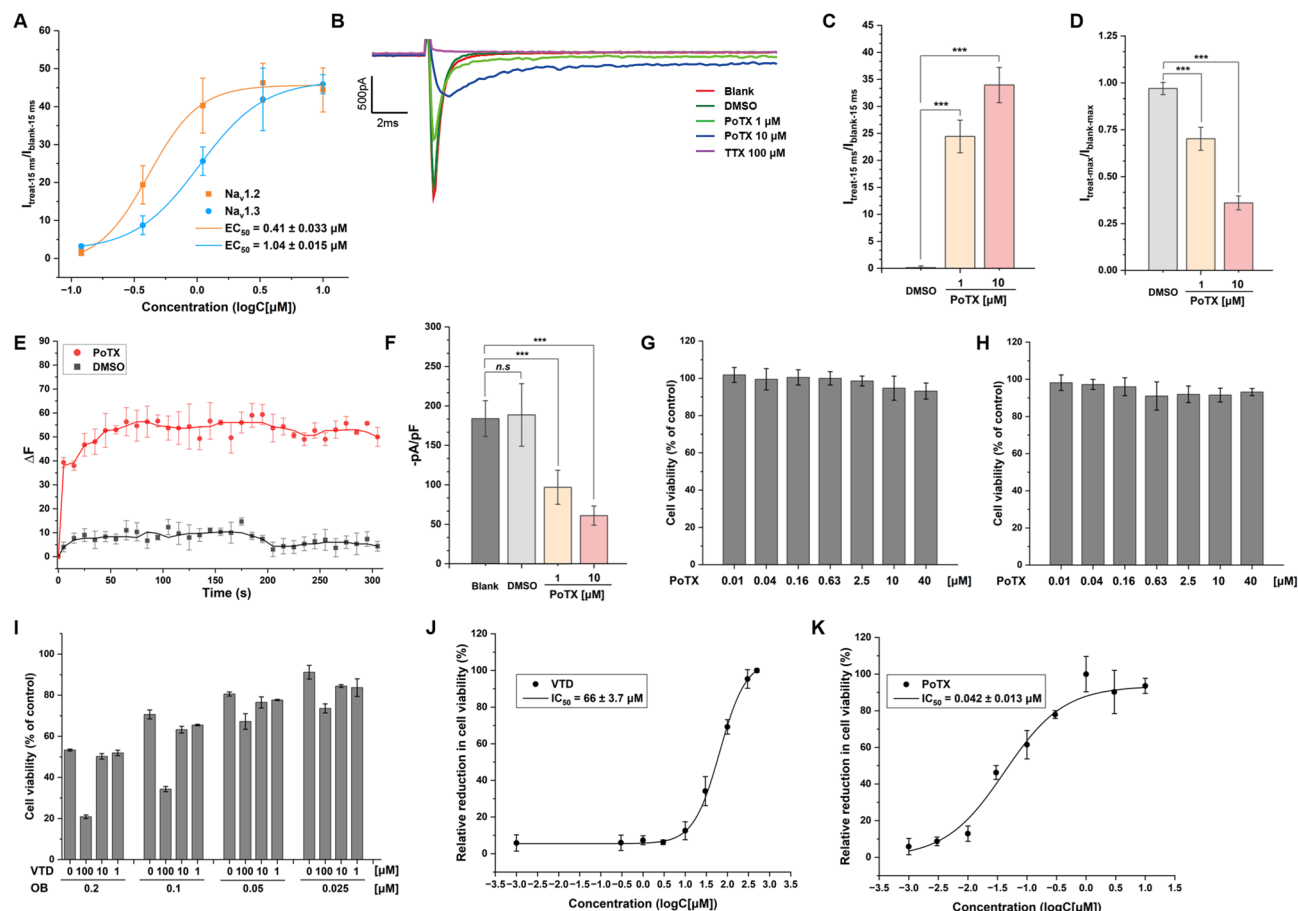 A
I_treat-15 ms/I_blank-15 ms
60
50
40
30
20
10
0
Na_v1.2
Na_v1.3
EC_50 = 0.41 ± 0.033 μM
EC_50 = 1.04 ± 0.015 μM
−1.0 −0.5 0.0 0.5 1.0
Concentration (logC[μM])
B
500pA
2ms
Blank
DMSO
PoTX 1 μM
PoTX 10 μM
TTX 100 μM
C
I_treat-15 ms/I_blank-15 ms
45
40
35
30
25
20
15
10
5
0
***
***
DMSO 1 10
PoTX [μM]
D
I_treat-max/I_blank-max
1.00
0.75
0.50
0.25
0.00
***
***
DMSO 1 10
PoTX [μM]
E
PoTX
DMSO
ΔF
100
90
80
70
60
50
40
30
20
10
0
0 50 100 150 200 250 300
Time (s)
F
-pA/pF
300
250
200
150
100
50
0
***
***
n.s
Blank DMSO 1 10
PoTX [μM]
G
Cell viability (% of control)
120
100
80
60
40
20
0
PoTX 0.01 0.04 0.16 0.63 2.5 10 40 [μM]
H
Cell viability (% of control)
120
100
80
60
40
20
0
PoTX 0.01 0.04 0.16 0.63 2.5 10 40 [μM]
I
Cell viability (% of control)
120
100
80
60
40
20
0
VTD 0 100 10 1 0 100 10 1 0 100 10 1 0 100 10 1 [μM]
OB 0.2 0.1 0.05 0.025 [μM]
J
Relative reduction in cell viability (%)
120
100
80
60
40
20
0
VTD
IC_50 = 66 ± 3.7 μM
−3.5 −3.0 −2.5 −2.0 −1.5 −1.0 −0.5 0.0 0.5 1.0 1.5 2.0 2.5 3.0 3.5
Concentration (logC[μM])
K
Relative reduction in cell viability (%)
120
100
80
60
40
20
0
PoTX
IC_50 = 0.042 ± 0.013 μM
−3.5 −3.0 −2.5 −2.0 −1.5 −1.0 −0.5 0.0 0.5 1.0 1.5
Concentration (logC[μM])